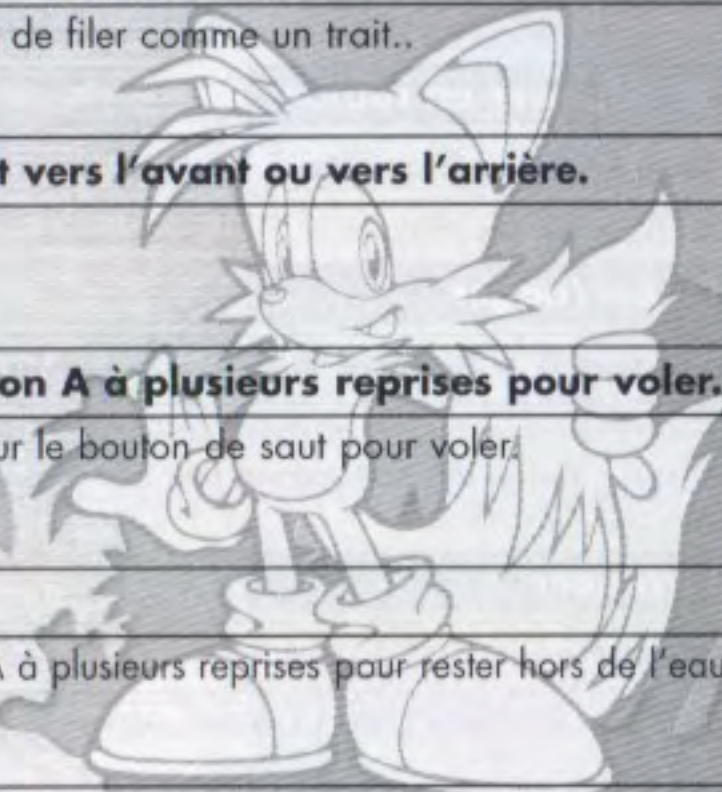 de filer comme un trait..
t vers l'avant ou vers l'arrière.
on A à plusieurs reprises pour voler.
ur le bouton de saut pour voler.
A à plusieurs reprises pour rester hors de l'eau